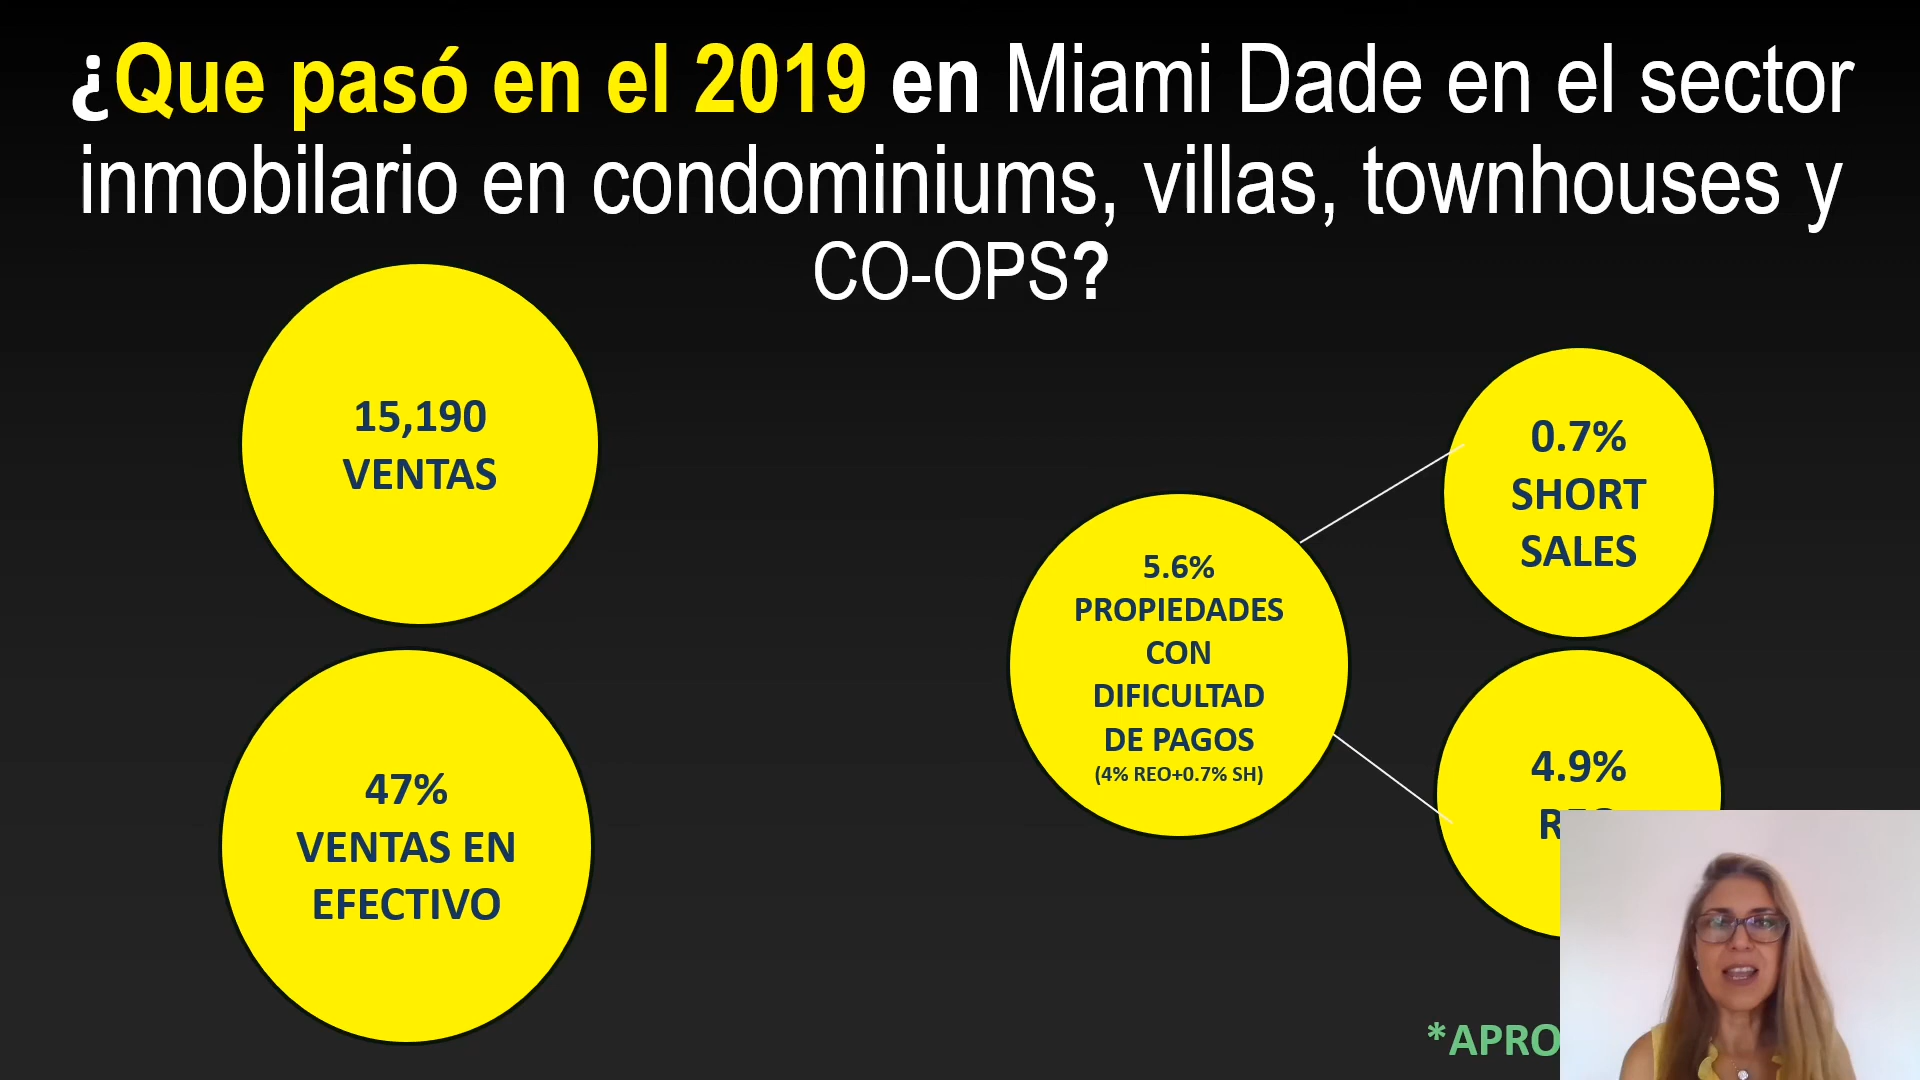 ¿Que pasó en el 2019 en Miami Dade en el sector
inmobilario en condominiums, villas, townhouses y
CO-OPS?
15,190
VENTAS
47%
VENTAS EN
EFECTIVO
5.6%
PROPIEDADES
CON
DIFICULTAD
DE PAGOS
(4% REO+0.7% SH)
0.7%
SHORT
SALES
4.9%